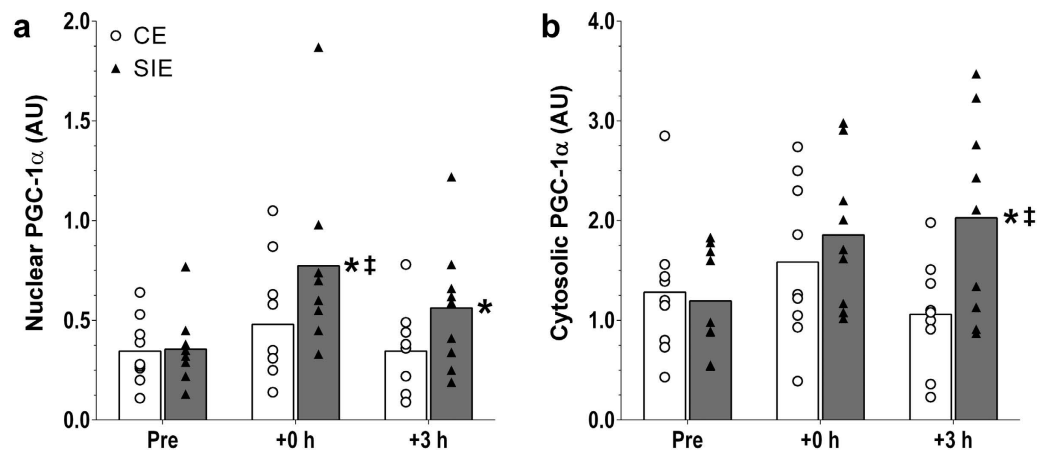 a
CE
SIE
Nuclear PGC-1α (AU)
2.0
1.5
1.0
0.5
0.0
*‡
*
Pre
+0 h
+3 h
b
Cytosolic PGC-1α (AU)
4.0
3.0
2.0
1.0
0.0
*‡
Pre
+0 h
+3 h